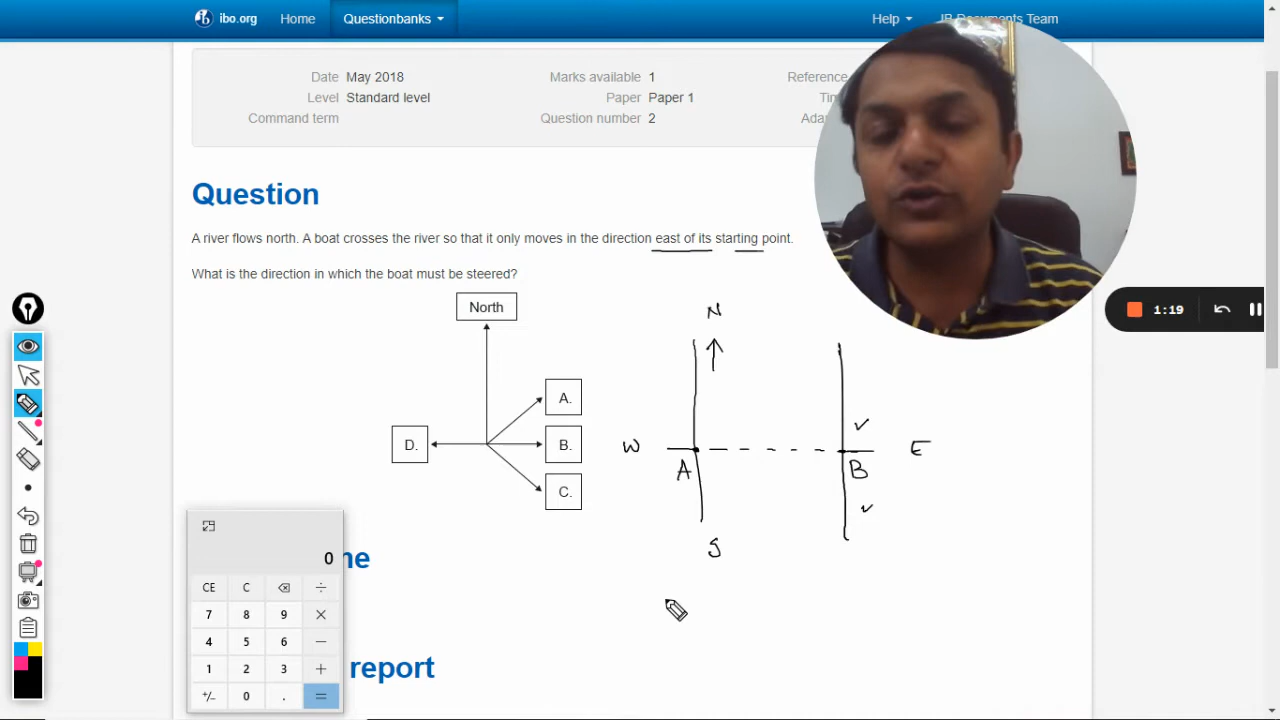 ibo.org Home Questionbanks Help IB Documents Team
Date May 2018 Marks available 1 Reference
Level Standard level Paper Paper 1
Command term Question number 2
Question
A river flows north. A boat crosses the river so that it only moves in the direction east of its starting point.
1:19
What is the direction in which the boat must be steered?
North
N
A.
D. B. W E
A B
C.
S
0
CE C ÷
7 8 9 ×
4 5 6 −
1 2 3 +
report
+/− 0 . =